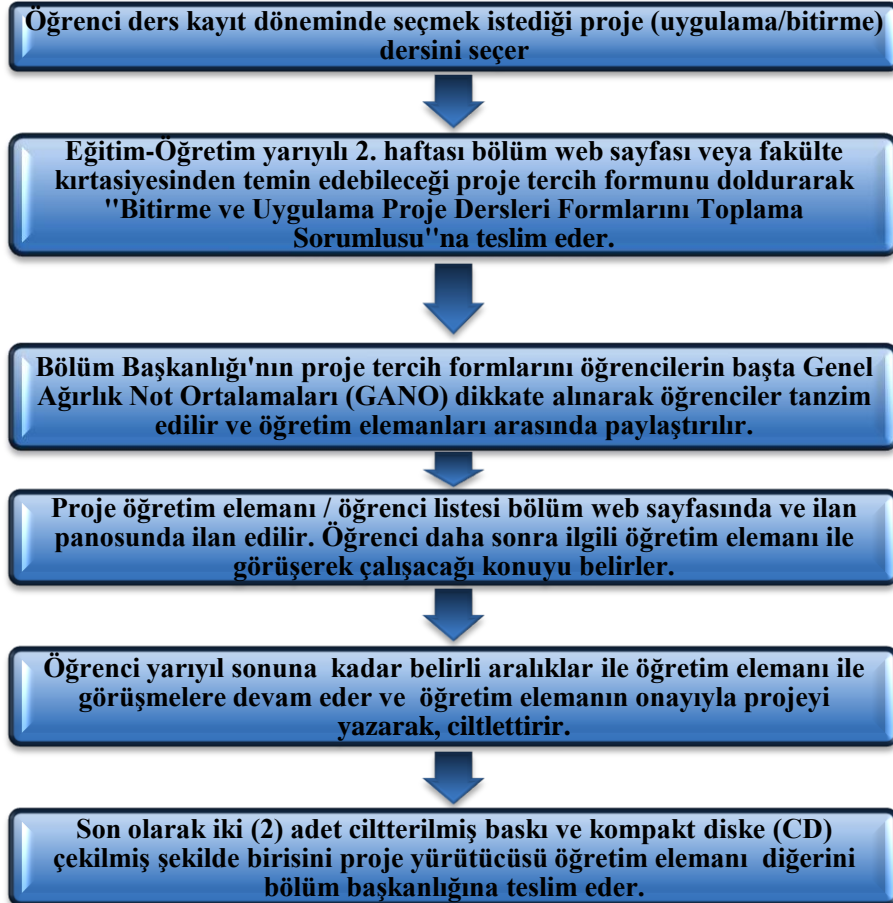 Öğrenci ders kayıt döneminde seçmek istediği proje (uygulama/bitirme)
dersini seçer
Eğitim-Öğretim yarıyılı 2. haftası bölüm web sayfası veya fakülte
kırtasiyesinden temin edebileceği proje tercih formunu doldurarak
"Bitirme ve Uygulama Proje Dersleri Formlarını Toplama
Sorumlusu"na teslim eder.
Bölüm Başkanlığı'nın proje tercih formlarını öğrencilerin başta Genel
Ağırlık Not Ortalamaları (GANO) dikkate alınarak öğrenciler tanzim
edilir ve öğretim elemanları arasında paylaştırılır.
Proje öğretim elemanı / öğrenci listesi bölüm web sayfasında ve ilan
panosunda ilan edilir. Öğrenci daha sonra ilgili öğretim elemanı ile
görüşerek çalışacağı konuyu belirler.
Öğrenci yarıyıl sonuna kadar belirli aralıklar ile öğretim elemanı ile
görüşmelere devam eder ve öğretim elemanın onayıyla projeyi
yazarak, ciltlettirir.
Son olarak iki (2) adet ciltterilmiş baskı ve kompakt diske (CD)
çekilmiş şekilde birisini proje yürütücüsü öğretim elemanı diğerini
bölüm başkanlığına teslim eder.